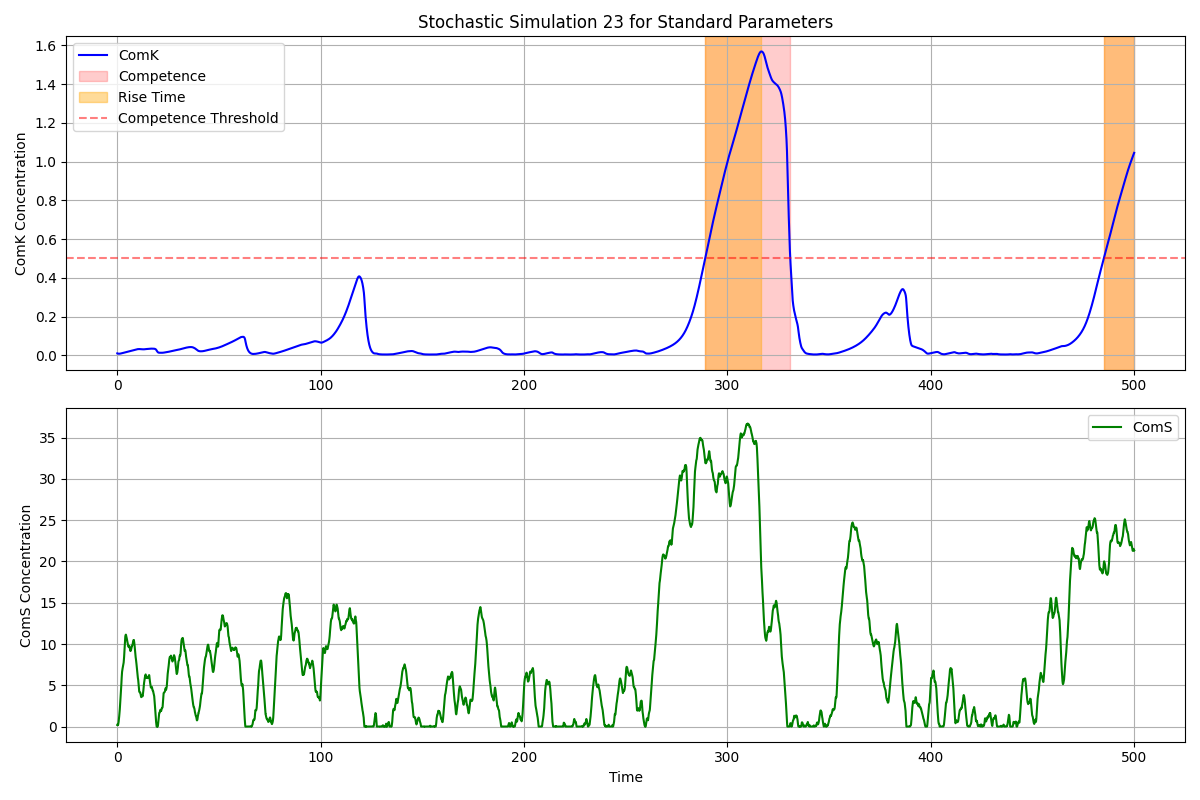 Stochastic Simulation 23 for Standard Parameters
ComK
Competence
Rise Time
Competence Threshold
ComK Concentration
1.6
1.4
1.2
1.0
0.8
0.6
0.4
0.2
0.0
0 100 200 300 400 500
ComS
ComS Concentration
35
30
25
20
15
10
5
0
0 100 200 300 400 500
Time